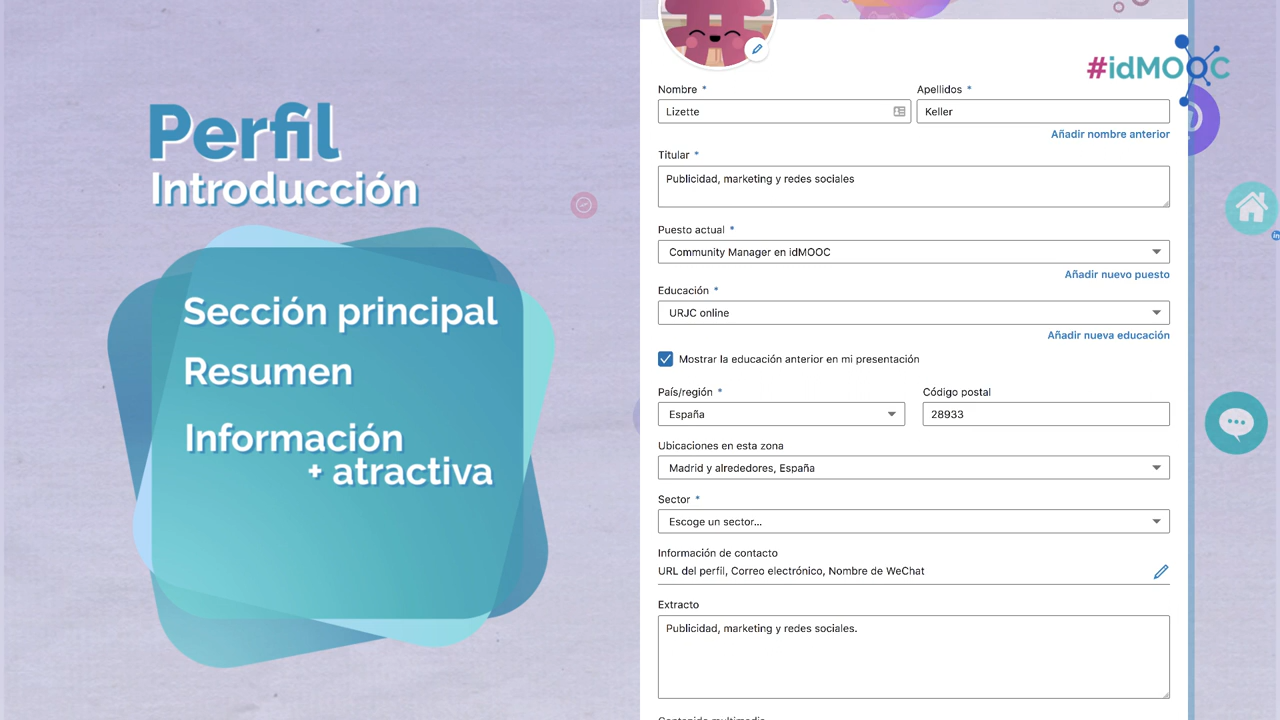 Perfil
Introducción
Sección principal
Resumen
Información
+ atractiva
#idMOOC
Nombre *
Apellidos *
Lizette
Keller
Añadir nombre anterior
Titular *
Publicidad, marketing y redes sociales
Puesto actual *
Community Manager en idMOOC
Añadir nuevo puesto
Educación *
URJC online
Añadir nueva educación
Mostrar la educación anterior en mi presentación
País/región *
Código postal
España
28933
Ubicaciones en esta zona
Madrid y alrededores, España
Sector *
Escoge un sector...
Información de contacto
URL del perfil, Correo electrónico, Nombre de WeChat
Extracto
Publicidad, marketing y redes sociales.
@
in